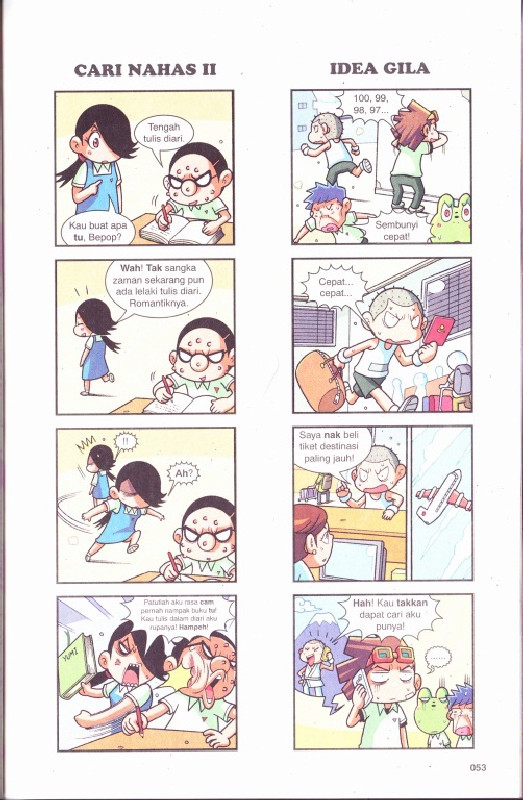 CARI NAHAS II
Tengah
tulis diari.
Kau buat apa
tu, Bepop?
Wah! Tak sangka
zaman sekarang pun
ada lelaki tulis diari.
Romantiknya.
!!
Ah?
Patutlah aku rasa cam
pernah nampak buku tu!
Kau tulis dalam diari aku
rupanya! Hampeh!
YUMI
IDEA GILA
100, 99,
98, 97...
Sembunyi
cepat!
Cepat...
cepat...
Saya nak beli
tiket destinasi
paling jauh!
Hah! Kau takkan
dapat cari aku
punya!
........
053